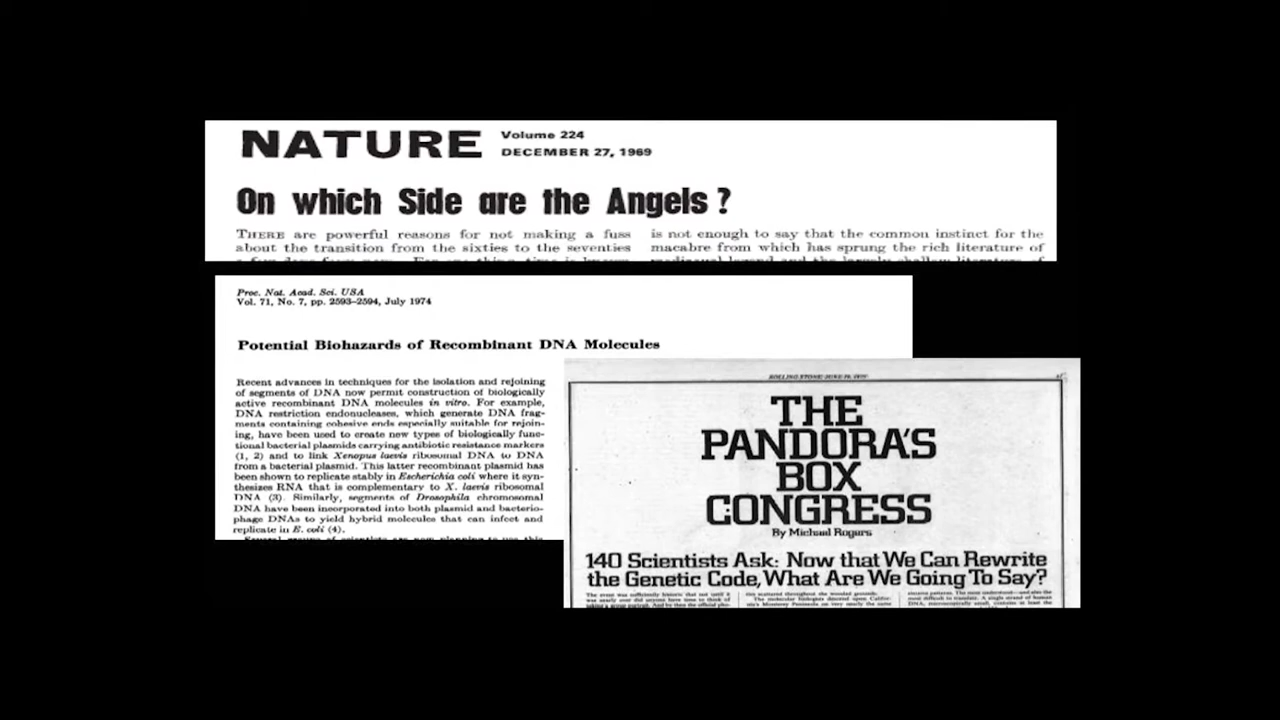 NATURE Volume 224
DECEMBER 27, 1969
On which Side are the Angels?
THERE are powerful reasons for not making a fuss
about the transition from the sixties to the seventies
is not enough to say that the common instinct for the
macabre from which has sprung the rich literature of
Proc. Nat. Acad. Sci. USA
Vol. 71, No. 7, pp. 2593–2594, July 1974
Potential Biohazards of Recombinant DNA Molecules
Recent advances in techniques for the isolation and rejoining
of segments of DNA now permit construction of biologically
active recombinant DNA molecules in vitro. For example,
DNA restriction endonucleases, which generate DNA frag-
ments containing cohesive ends especially suitable for rejoin-
ing, have been used to create new types of biologically func-
tional bacterial plasmids carrying antibiotic resistance markers
(1, 2) and to link Xenopus laevis ribosomal DNA to DNA
from a bacterial plasmid. This latter recombinant plasmid has
been shown to replicate stably in Escherichia coli where it syn-
thesizes RNA that is complementary to X. laevis ribosomal
DNA (3). Similarly, segments of Drosophila chromosomal
DNA have been incorporated into both plasmid and bacterio-
phage DNAs to yield hybrid molecules that can infect and
replicate in E. coli (4).
THE
PANDORA'S
BOX
CONGRESS
By Michael Rogers
140 Scientists Ask: Now that We Can Rewrite
the Genetic Code, What Are We Going To Say?